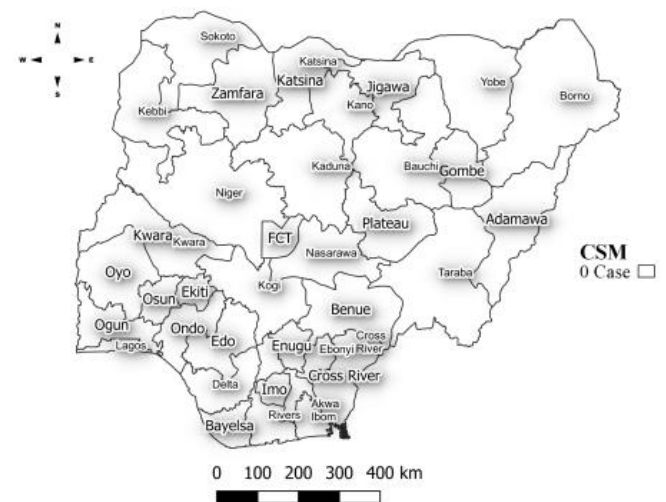 N
W E
S
Sokoto
Katsina
Katsina
Zamfara
Jigawa
Kano
Yobe
Borno
Kebbi
Kaduna
Bauchi
Gombe
Niger
Plateau
Adamawa
Kwara
Kwara
FCT
Nasarawa
Taraba
CSM
0 Case
Oyo
Osun
Ekiti
Kogi
Benue
Ogun
Ondo
Edo
Lagos
Enugu
Ebonyi
Cross
River
Cross River
Delta
Imo
Akwa
Ibom
Rivers
Bayelsa
0 100 200 300 400 km